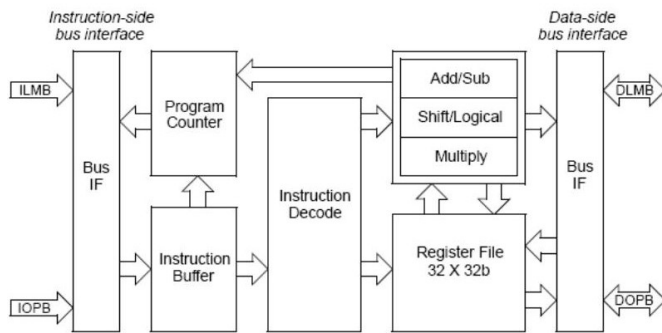 Instruction-side
bus interface
Data-side
bus interface
ILMB
Bus
IF
Program
Counter
Add/Sub
Shift/Logical
Multiply
DLMB
Instruction
Decode
Bus
IF
Instruction
Buffer
Register File
32 X 32b
IOPB
DOPB